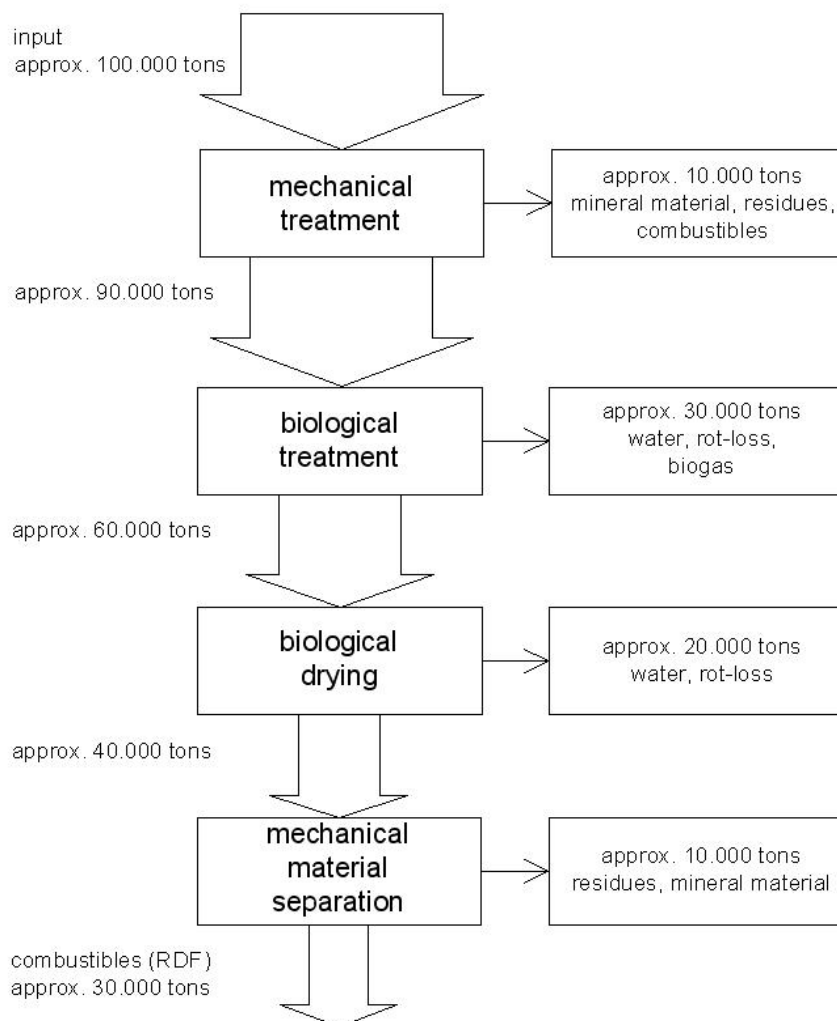 input
approx. 100.000 tons
mechanical
treatment
approx. 10.000 tons
mineral material, residues,
combustibles
approx. 90.000 tons
biological
treatment
approx. 30.000 tons
water, rot-loss,
biogas
approx. 60.000 tons
biological
drying
approx. 20.000 tons
water, rot-loss
approx. 40.000 tons
mechanical
material
separation
approx. 10.000 tons
residues, mineral material
combustibles (RDF)
approx. 30.000 tons